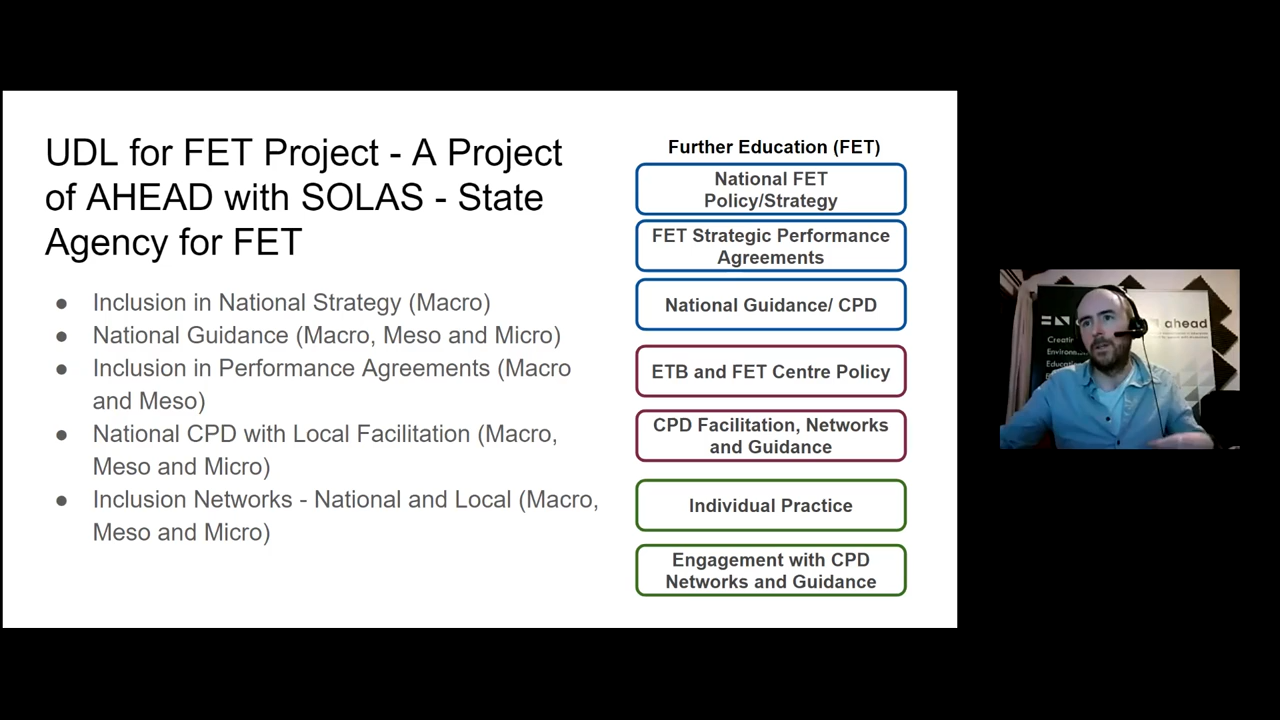 UDL for FET Project - A Project
of AHEAD with SOLAS - State
Agency for FET
● Inclusion in National Strategy (Macro)
● National Guidance (Macro, Meso and Micro)
● Inclusion in Performance Agreements (Macro
and Meso)
● National CPD with Local Facilitation (Macro,
Meso and Micro)
● Inclusion Networks - National and Local (Macro,
Meso and Micro)
Further Education (FET)
National FET
Policy/Strategy
FET Strategic Performance
Agreements
National Guidance/ CPD
ETB and FET Centre Policy
CPD Facilitation, Networks
and Guidance
Individual Practice
Engagement with CPD
Networks and Guidance
ahead